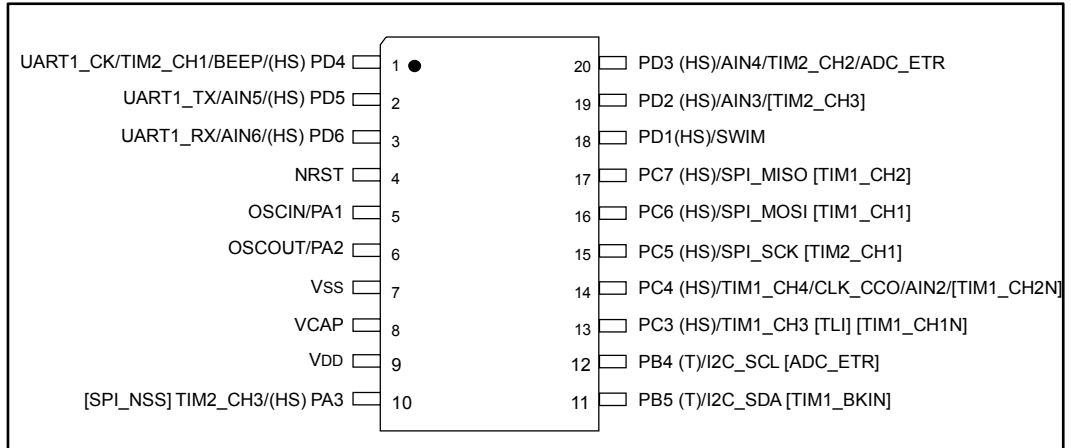 UART1_CK/TIM2_CH1/BEEP/(HS) PD4 1 20 PD3 (HS)/AIN4/TIM2_CH2/ADC_ETR
UART1_TX/AIN5/(HS) PD5 2 19 PD2 (HS)/AIN3/[TIM2_CH3]
UART1_RX/AIN6/(HS) PD6 3 18 PD1(HS)/SWIM
NRST 4 17 PC7 (HS)/SPI_MISO [TIM1_CH2]
OSCIN/PA1 5 16 PC6 (HS)/SPI_MOSI [TIM1_CH1]
OSCOUT/PA2 6 15 PC5 (HS)/SPI_SCK [TIM2_CH1]
VSS 7 14 PC4 (HS)/TIM1_CH4/CLK_CCO/AIN2/[TIM1_CH2N]
VCAP 8 13 PC3 (HS)/TIM1_CH3 [TLI] [TIM1_CH1N]
VDD 9 12 PB4 (T)/I2C_SCL [ADC_ETR]
[SPI_NSS] TIM2_CH3/(HS) PA3 10 11 PB5 (T)/I2C_SDA [TIM1_BKIN]